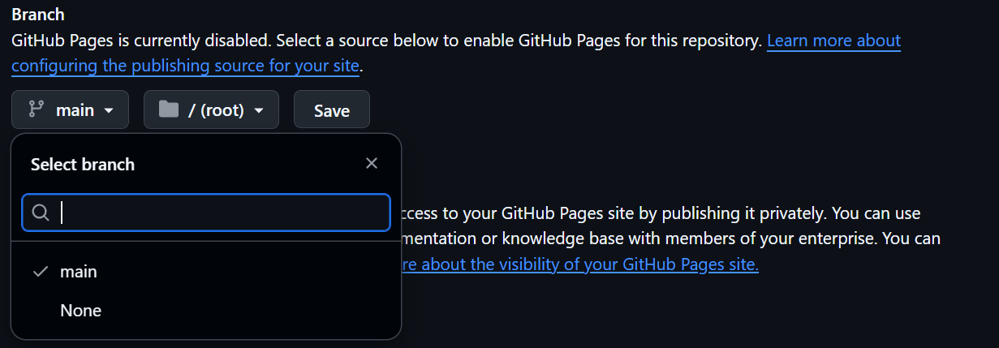 Branch
GitHub Pages is currently disabled. Select a source below to enable GitHub Pages for this repository. Learn more about
configuring the publishing source for your site.
main
/ (root)
Save
Select branch
ccess to your GitHub Pages site by publishing it privately. You can use
mentation or knowledge base with members of your enterprise. You can
re about the visibility of your GitHub Pages site.
main
None